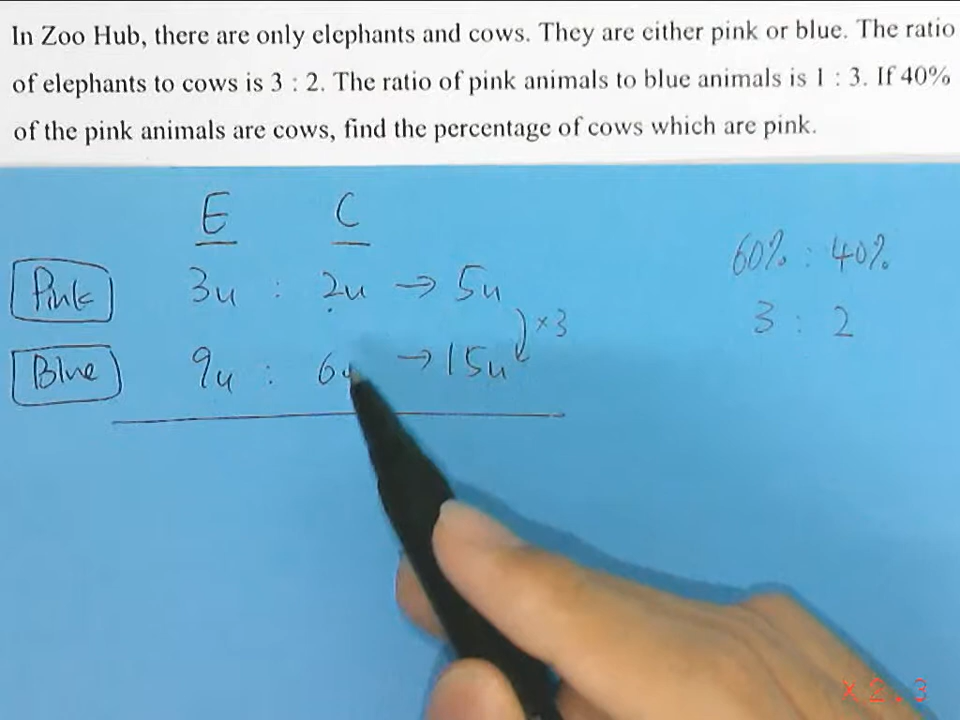 In Zoo Hub, there are only elephants and cows. They are either pink or blue. The ratio
of elephants to cows is 3 : 2. The ratio of pink animals to blue animals is 1 : 3. If 40%
of the pink animals are cows, find the percentage of cows which are pink.
E C
60% : 40%
Pink 3u : 2u → 5u
3 : 2
×3
Blue 9u : 6u → 15u
x 2.3